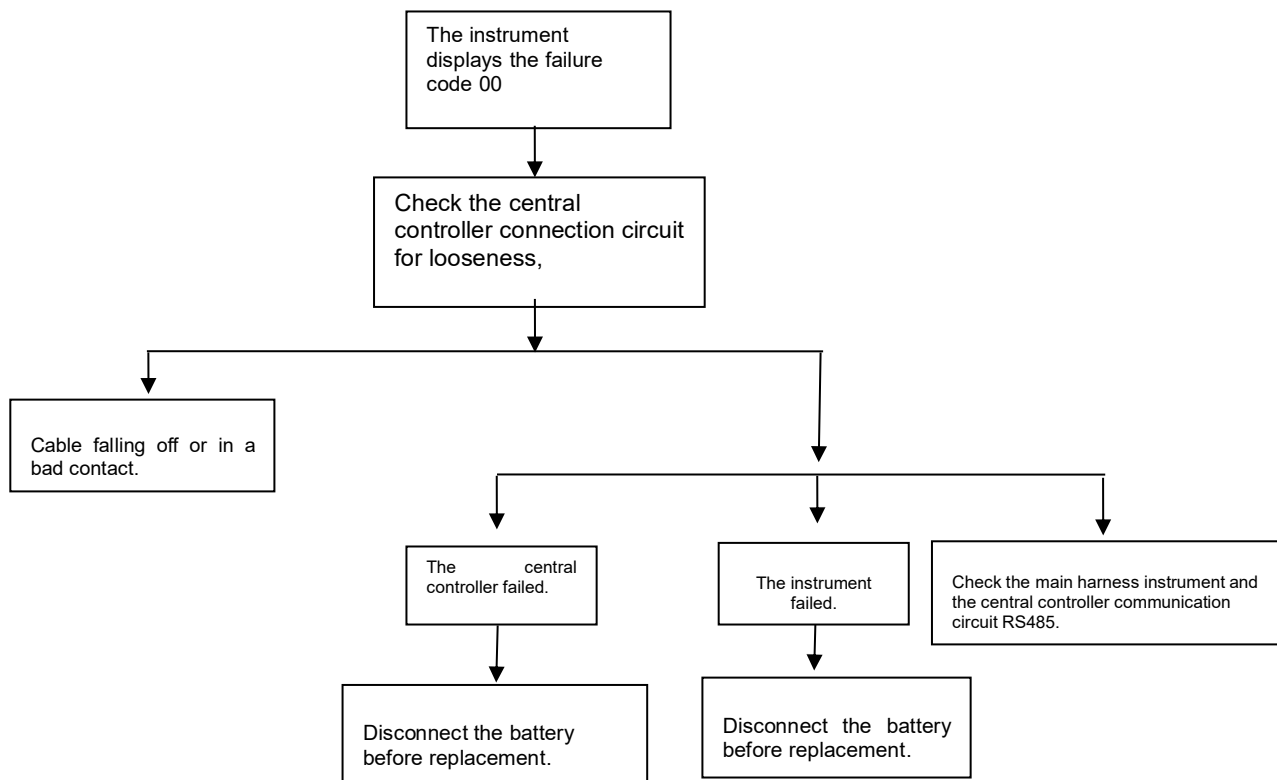 The instrument
displays the failure
code 00
Check the central
controller connection circuit
for looseness,
Cable falling off or in a
bad contact.
The central
controller failed.
The instrument
failed.
Check the main harness instrument and
the central controller communication
circuit RS485.
Disconnect the battery
before replacement.
Disconnect the battery
before replacement.